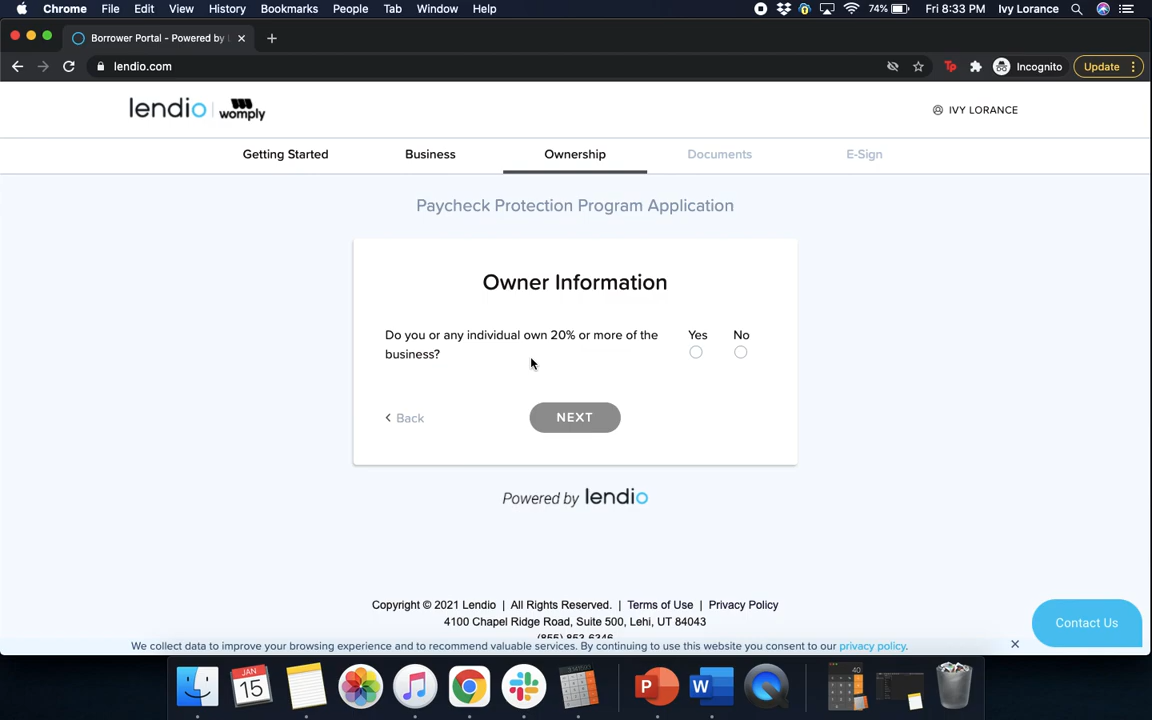 Chrome File Edit View History Bookmarks People Tab Window Help 74% Fri 8:33 PM Ivy Lorance
Borrower Portal - Powered by
lendio.com Incognito Update
lendio womply IVY LORANCE
Getting Started Business Ownership Documents E-Sign
Paycheck Protection Program Application
Owner Information
Do you or any individual own 20% or more of the Yes No
business?
Back NEXT
Powered by lendio
Copyright © 2021 Lendio | All Rights Reserved. | Terms of Use | Privacy Policy
4100 Chapel Ridge Road, Suite 500, Lehi, UT 84043
(855) 853-6346
Contact Us
We collect data to improve your browsing experience and to recommend valuable services. By continuing to use this website you consent to our privacy policy.
JAN
15
P W
40